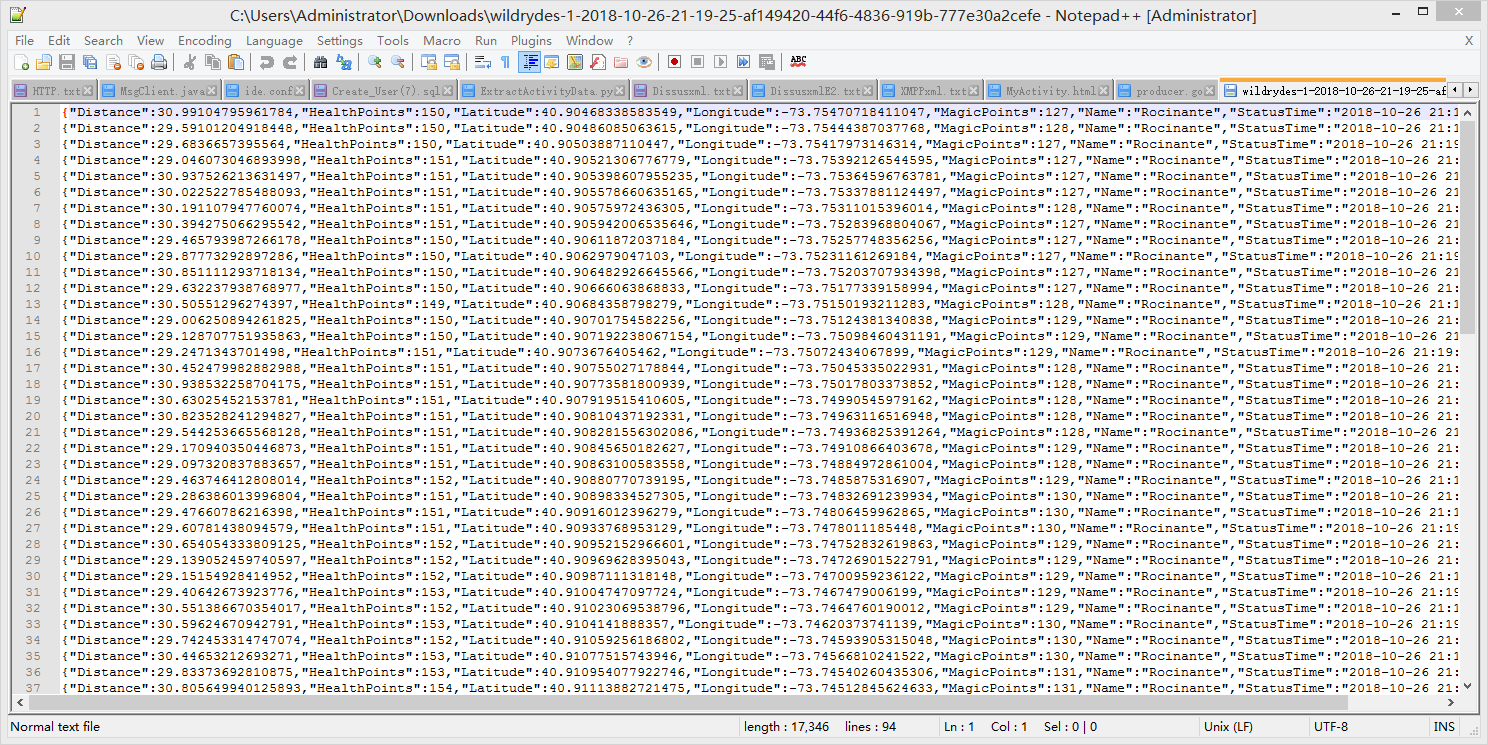 C:\Users\Administrator\Downloads\wildrydes-1-2018-10-26-21-19-25-af149420-44f6-4836-919b-777e30a2cefe - Notepad++ [Administrator]
File Edit Search View Encoding Language Settings Tools Macro Run Plugins Window ? X
HTTP.txt MsgClient.java ide.conf Create_User(7).sql ExtractActivityData.py Dissusxml.txt DissusxmlE2.txt XMPPxml.txt MyActivity.html producer.go wildrydes-1-2018-10-26-21-19-25-af
1 {"Distance":30.99104795961784,"HealthPoints":150,"Latitude":40.90468338583549,"Longitude":-73.75470718411047,"MagicPoints":127,"Name":"Rocinante","StatusTime":"2018-10-26 21:1
2 {"Distance":29.59101204918448,"HealthPoints":150,"Latitude":40.90486085063615,"Longitude":-73.75444387037768,"MagicPoints":128,"Name":"Rocinante","StatusTime":"2018-10-26 21:1
3 {"Distance":29.6836657395564,"HealthPoints":150,"Latitude":40.90503887110447,"Longitude":-73.75417973146314,"MagicPoints":127,"Name":"Rocinante","StatusTime":"2018-10-26 21:19
4 {"Distance":29.046073046893998,"HealthPoints":151,"Latitude":40.90521306776779,"Longitude":-73.75392126544595,"MagicPoints":127,"Name":"Rocinante","StatusTime":"2018-10-26 21:
5 {"Distance":30.937526213631497,"HealthPoints":151,"Latitude":40.905398607955235,"Longitude":-73.75364596763781,"MagicPoints":127,"Name":"Rocinante","StatusTime":"2018-10-26 21
6 {"Distance":30.022522785488093,"HealthPoints":151,"Latitude":40.905578660635165,"Longitude":-73.75337881124497,"MagicPoints":127,"Name":"Rocinante","StatusTime":"2018-10-26 21
7 {"Distance":30.191107947760074,"HealthPoints":151,"Latitude":40.90575972436305,"Longitude":-73.75311015396014,"MagicPoints":128,"Name":"Rocinante","StatusTime":"2018-10-26 21:
8 {"Distance":30.394275066295542,"HealthPoints":151,"Latitude":40.905942006535646,"Longitude":-73.75283968804067,"MagicPoints":127,"Name":"Rocinante","StatusTime":"2018-10-26 21
9 {"Distance":29.465793987266178,"HealthPoints":150,"Latitude":40.90611872037184,"Longitude":-73.75257748356256,"MagicPoints":127,"Name":"Rocinante","StatusTime":"2018-10-26 21:
10 {"Distance":29.87773292897286,"HealthPoints":150,"Latitude":40.9062979047103,"Longitude":-73.75231161269184,"MagicPoints":127,"Name":"Rocinante","StatusTime":"2018-10-26 21:19
11 {"Distance":30.851111293718134,"HealthPoints":150,"Latitude":40.906482926645566,"Longitude":-73.75203707934398,"MagicPoints":127,"Name":"Rocinante","StatusTime":"2018-10-26 21
12 {"Distance":29.632237938768977,"HealthPoints":150,"Latitude":40.90666063868833,"Longitude":-73.75177339158994,"MagicPoints":127,"Name":"Rocinante","StatusTime":"2018-10-26 21:
13 {"Distance":30.50551296274397,"HealthPoints":149,"Latitude":40.90684358798279,"Longitude":-73.75150193211283,"MagicPoints":128,"Name":"Rocinante","StatusTime":"2018-10-26 21:1
14 {"Distance":29.006250894261825,"HealthPoints":150,"Latitude":40.90701754582256,"Longitude":-73.75124381340838,"MagicPoints":129,"Name":"Rocinante","StatusTime":"2018-10-26 21:
15 {"Distance":29.128707751935863,"HealthPoints":150,"Latitude":40.907192238067154,"Longitude":-73.75098460431191,"MagicPoints":129,"Name":"Rocinante","StatusTime":"2018-10-26 21
16 {"Distance":29.2471343701498,"HealthPoints":151,"Latitude":40.9073676405462,"Longitude":-73.75072434067899,"MagicPoints":129,"Name":"Rocinante","StatusTime":"2018-10-26 21:19:
17 {"Distance":30.452479982882988,"HealthPoints":151,"Latitude":40.90755027178844,"Longitude":-73.75045335022931,"MagicPoints":128,"Name":"Rocinante","StatusTime":"2018-10-26 21:
18 {"Distance":30.938532258704175,"HealthPoints":151,"Latitude":40.90773581800939,"Longitude":-73.75017803373852,"MagicPoints":128,"Name":"Rocinante","StatusTime":"2018-10-26 21:
19 {"Distance":30.63025452153781,"HealthPoints":151,"Latitude":40.907919515410605,"Longitude":-73.74990545979162,"MagicPoints":128,"Name":"Rocinante","StatusTime":"2018-10-26 21:
20 {"Distance":30.823528241294827,"HealthPoints":151,"Latitude":40.90810437192331,"Longitude":-73.74963116516948,"MagicPoints":128,"Name":"Rocinante","StatusTime":"2018-10-26 21:
21 {"Distance":29.544253665568128,"HealthPoints":151,"Latitude":40.908281556302086,"Longitude":-73.74936825391264,"MagicPoints":128,"Name":"Rocinante","StatusTime":"2018-10-26 21
22 {"Distance":29.170940350446873,"HealthPoints":151,"Latitude":40.90845650182627,"Longitude":-73.74910866403678,"MagicPoints":128,"Name":"Rocinante","StatusTime":"2018-10-26 21:
23 {"Distance":29.097320837883657,"HealthPoints":151,"Latitude":40.90863100583558,"Longitude":-73.74884972861004,"MagicPoints":128,"Name":"Rocinante","StatusTime":"2018-10-26 21:
24 {"Distance":29.463746412808014,"HealthPoints":152,"Latitude":40.90880770739195,"Longitude":-73.7485875316907,"MagicPoints":129,"Name":"Rocinante","StatusTime":"2018-10-26 21:1
25 {"Distance":29.286386013996804,"HealthPoints":151,"Latitude":40.90898334527305,"Longitude":-73.74832691239934,"MagicPoints":130,"Name":"Rocinante","StatusTime":"2018-10-26 21:
26 {"Distance":29.47660786216398,"HealthPoints":151,"Latitude":40.90916012396279,"Longitude":-73.74806459962865,"MagicPoints":130,"Name":"Rocinante","StatusTime":"2018-10-26 21:1
27 {"Distance":29.60781438094579,"HealthPoints":151,"Latitude":40.90933768953129,"Longitude":-73.7478011185448,"MagicPoints":130,"Name":"Rocinante","StatusTime":"2018-10-26 21:19
28 {"Distance":30.654054333809125,"HealthPoints":152,"Latitude":40.90952152966601,"Longitude":-73.74752832619863,"MagicPoints":129,"Name":"Rocinante","StatusTime":"2018-10-26 21:
29 {"Distance":29.139052459740597,"HealthPoints":152,"Latitude":40.90969628395043,"Longitude":-73.74726901522791,"MagicPoints":129,"Name":"Rocinante","StatusTime":"2018-10-26 21:
30 {"Distance":29.15154928414952,"HealthPoints":152,"Latitude":40.90987111318148,"Longitude":-73.74700959236122,"MagicPoints":129,"Name":"Rocinante","StatusTime":"2018-10-26 21:1
31 {"Distance":29.40642673923776,"HealthPoints":153,"Latitude":40.91004747097724,"Longitude":-73.7467479006199,"MagicPoints":129,"Name":"Rocinante","StatusTime":"2018-10-26 21:19
32 {"Distance":30.551386670354017,"HealthPoints":152,"Latitude":40.91023069538796,"Longitude":-73.7464760190012,"MagicPoints":129,"Name":"Rocinante","StatusTime":"2018-10-26 21:1
33 {"Distance":30.59624670942791,"HealthPoints":153,"Latitude":40.9104141888357,"Longitude":-73.74620373741139,"MagicPoints":130,"Name":"Rocinante","StatusTime":"2018-10-26 21:19
34 {"Distance":29.742453314747074,"HealthPoints":152,"Latitude":40.91059256186802,"Longitude":-73.74593905315048,"MagicPoints":130,"Name":"Rocinante","StatusTime":"2018-10-26 21:
35 {"Distance":30.44653212693271,"HealthPoints":153,"Latitude":40.91077515743946,"Longitude":-73.74566810241522,"MagicPoints":130,"Name":"Rocinante","StatusTime":"2018-10-26 21:1
36 {"Distance":29.83373692810875,"HealthPoints":153,"Latitude":40.910954077922746,"Longitude":-73.74540260435306,"MagicPoints":131,"Name":"Rocinante","StatusTime":"2018-10-26 21:
37 {"Distance":30.805649940125893,"HealthPoints":154,"Latitude":40.91113882721475,"Longitude":-73.74512845624633,"MagicPoints":131,"Name":"Rocinante","StatusTime":"2018-10-26 21:
Normal text file length : 17,346 lines : 94 Ln : 1 Col : 1 Sel : 0 | 0 Unix (LF) UTF-8 INS